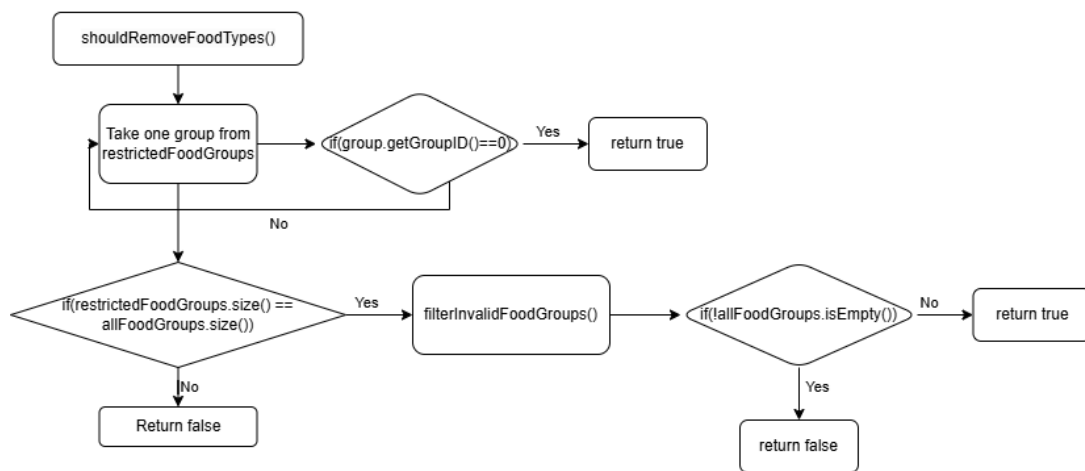 shouldRemoveFoodTypes()
Take one group from
restrictedFoodGroups
if(group.getGroupID()==0)
Yes
return true
No
if(restrictedFoodGroups.size() ==
allFoodGroups.size())
Yes
filterInvalidFoodGroups()
if(!allFoodGroups.isEmpty())
No
return true
No
Return false
Yes
return false